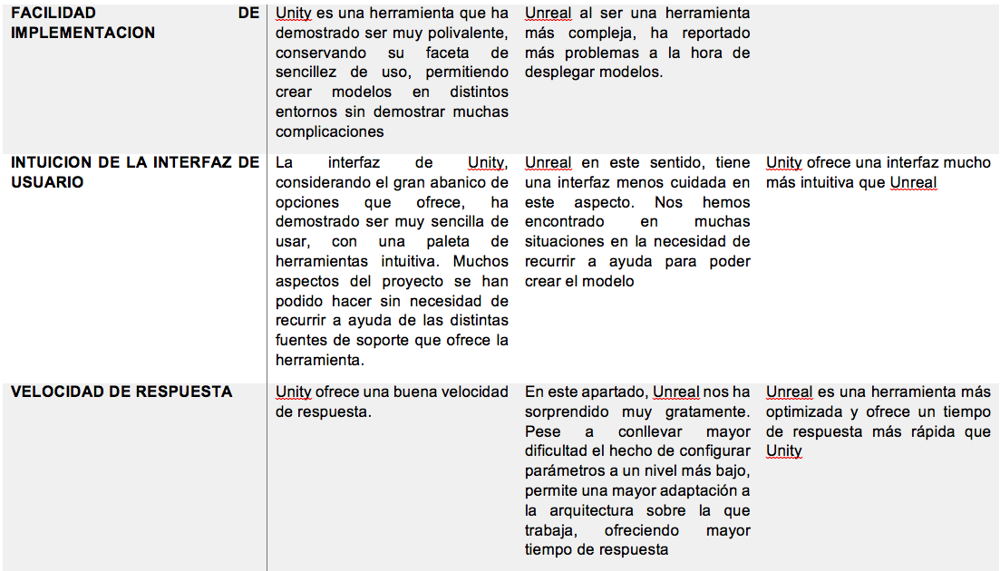 FACILIDAD DE
IMPLEMENTACION
Unity es una herramienta que ha
demostrado ser muy polivalente,
conservando su faceta de
sencillez de uso, permitiendo
crear modelos en distintos
entornos sin demostrar muchas
complicaciones
Unreal al ser una herramienta
más compleja, ha reportado
más problemas a la hora de
desplegar modelos.
INTUICION DE LA INTERFAZ DE
USUARIO
La interfaz de Unity,
considerando el gran abanico de
opciones que ofrece, ha
demostrado ser muy sencilla de
usar, con una paleta de
herramientas intuitiva. Muchos
aspectos del proyecto se han
podido hacer sin necesidad de
recurrir a ayuda de las distintas
fuentes de soporte que ofrece la
herramienta.
Unreal en este sentido, tiene
una interfaz menos cuidada en
este aspecto. Nos hemos
encontrado en muchas
situaciones en la necesidad de
recurrir a ayuda para poder
crear el modelo
Unity ofrece una interfaz mucho
más intuitiva que Unreal
VELOCIDAD DE RESPUESTA
Unity ofrece una buena velocidad
de respuesta.
En este apartado, Unreal nos ha
sorprendido muy gratamente.
Pese a conllevar mayor
dificultad el hecho de configurar
parámetros a un nivel más bajo,
permite una mayor adaptación a
la arquitectura sobre la que
trabaja, ofreciendo mayor
tiempo de respuesta
Unreal es una herramienta más
optimizada y ofrece un tiempo
de respuesta más rápida que
Unity